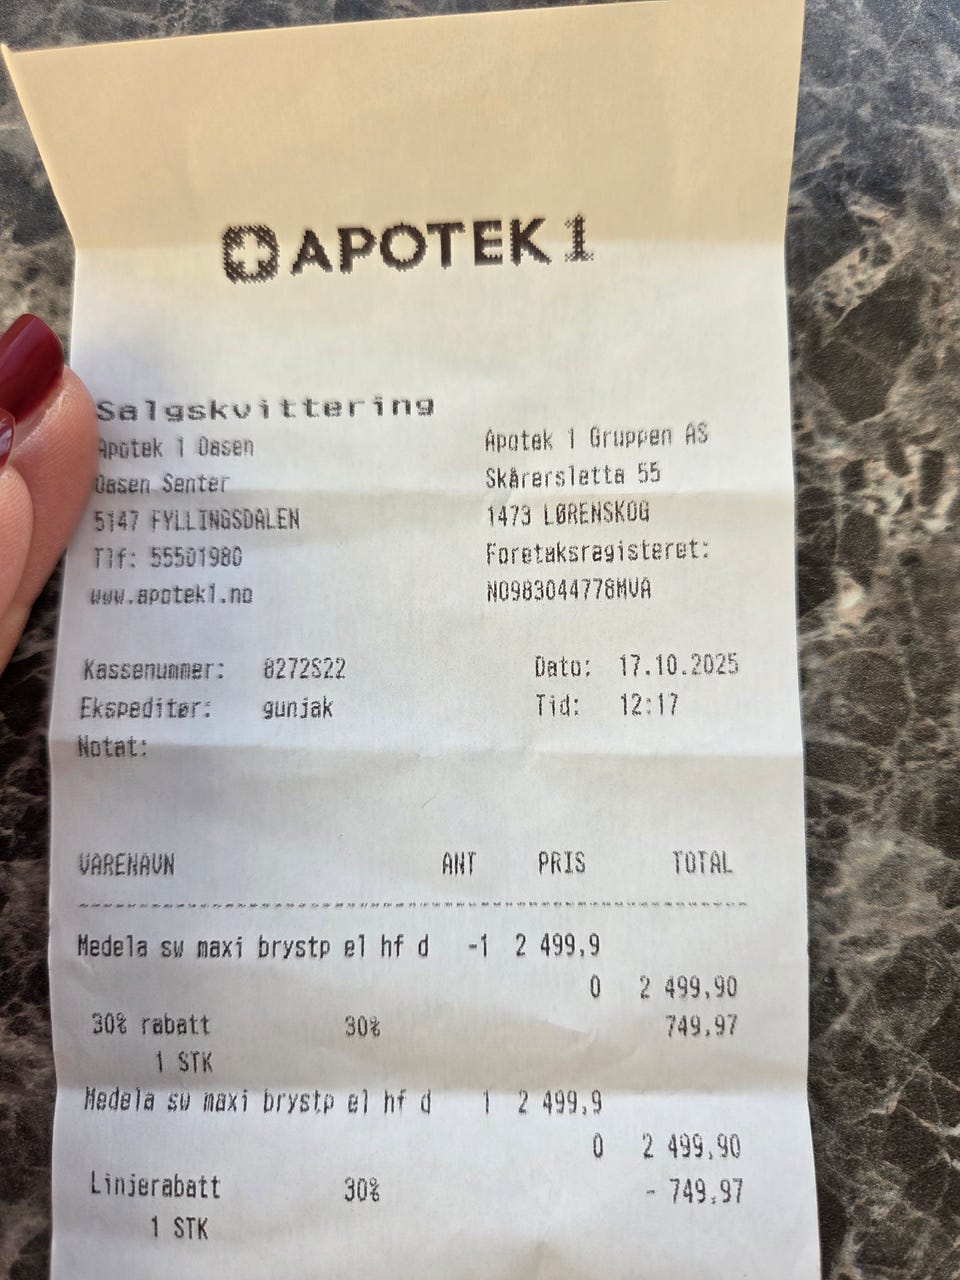 APOTEK 1
Salgskvittering
Apotek 1 Oasen
Oasen Senter
5147 FYLLINGSDALEN
Tlf: 55501980
www.apotek1.no
Apotek 1 Gruppen AS
Skårersletta 55
1473 LØRENSKOG
Foretaksregisteret:
NO983044778MVA
Kassenummer: 8272S22
Ekspeditør: gunjak
Notat:
Dato: 17.10.2025
Tid: 12:17
VARENAVN ANT PRIS TOTAL
Medela sw maxi brystp el hf d -1 2 499,9
0 2 499,90
30% rabatt 30% 749,97
1 STK
Medela sw maxi brystp el hf d 1 2 499,9
0 2 499,90
Linjerabatt 30% - 749,97
1 STK